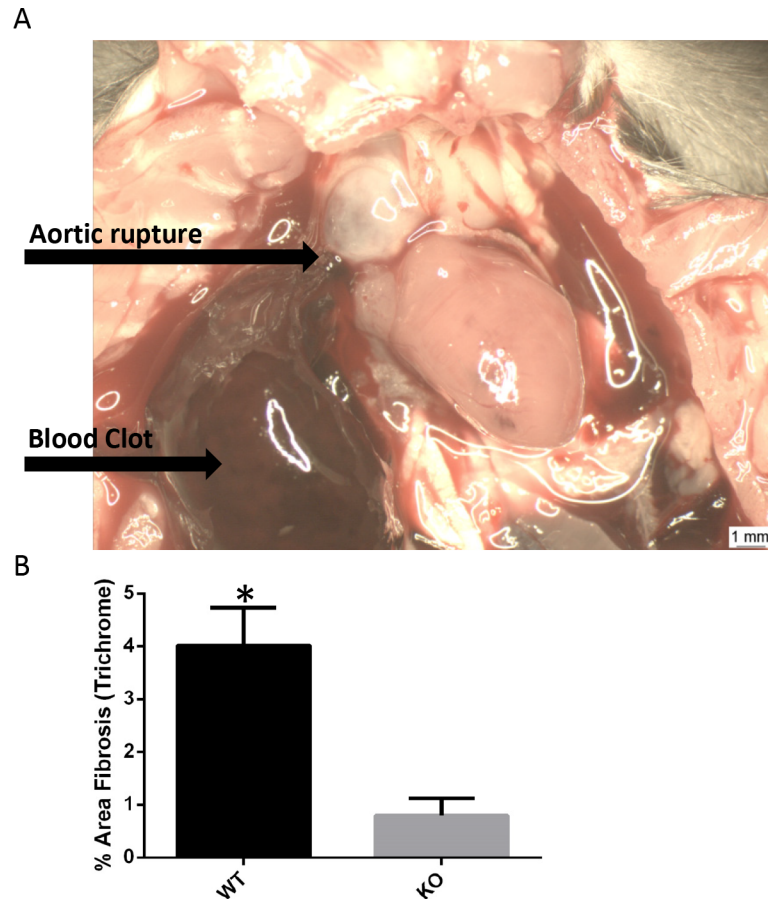 A
Aortic rupture
Blood Clot
1 mm
B
% Area Fibrosis (Trichrome)
5
*
4
3
2
1
0
WT
KO